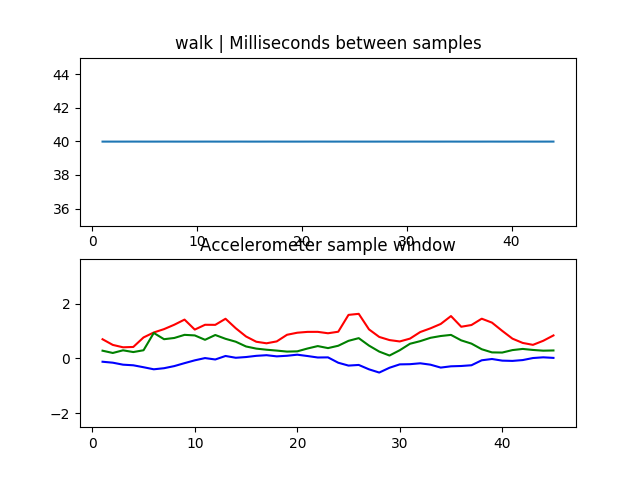 walk | Milliseconds between samples
44
42
40
38
36
0 10 20 30 40
Accelerometer sample window
2
0
−2
0 10 20 30 40